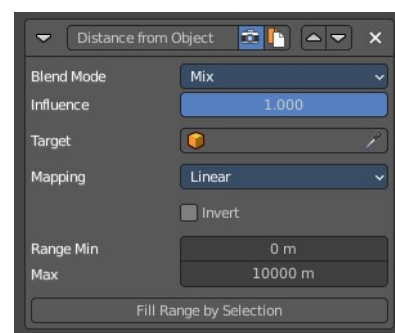 Distance from Object
Blend Mode Mix
Influence 1.000
Target
Mapping Linear
Invert
Range Min 0 m
Max 10000 m
Fill Range by Selection